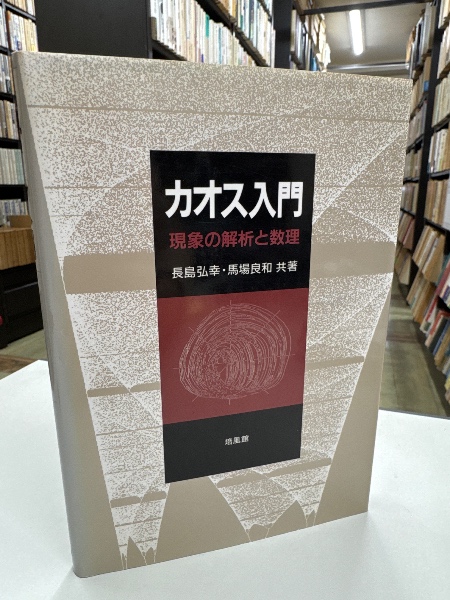 カオス入門
現象の解析と数理
長島弘幸・馬場良和 共著
培風館